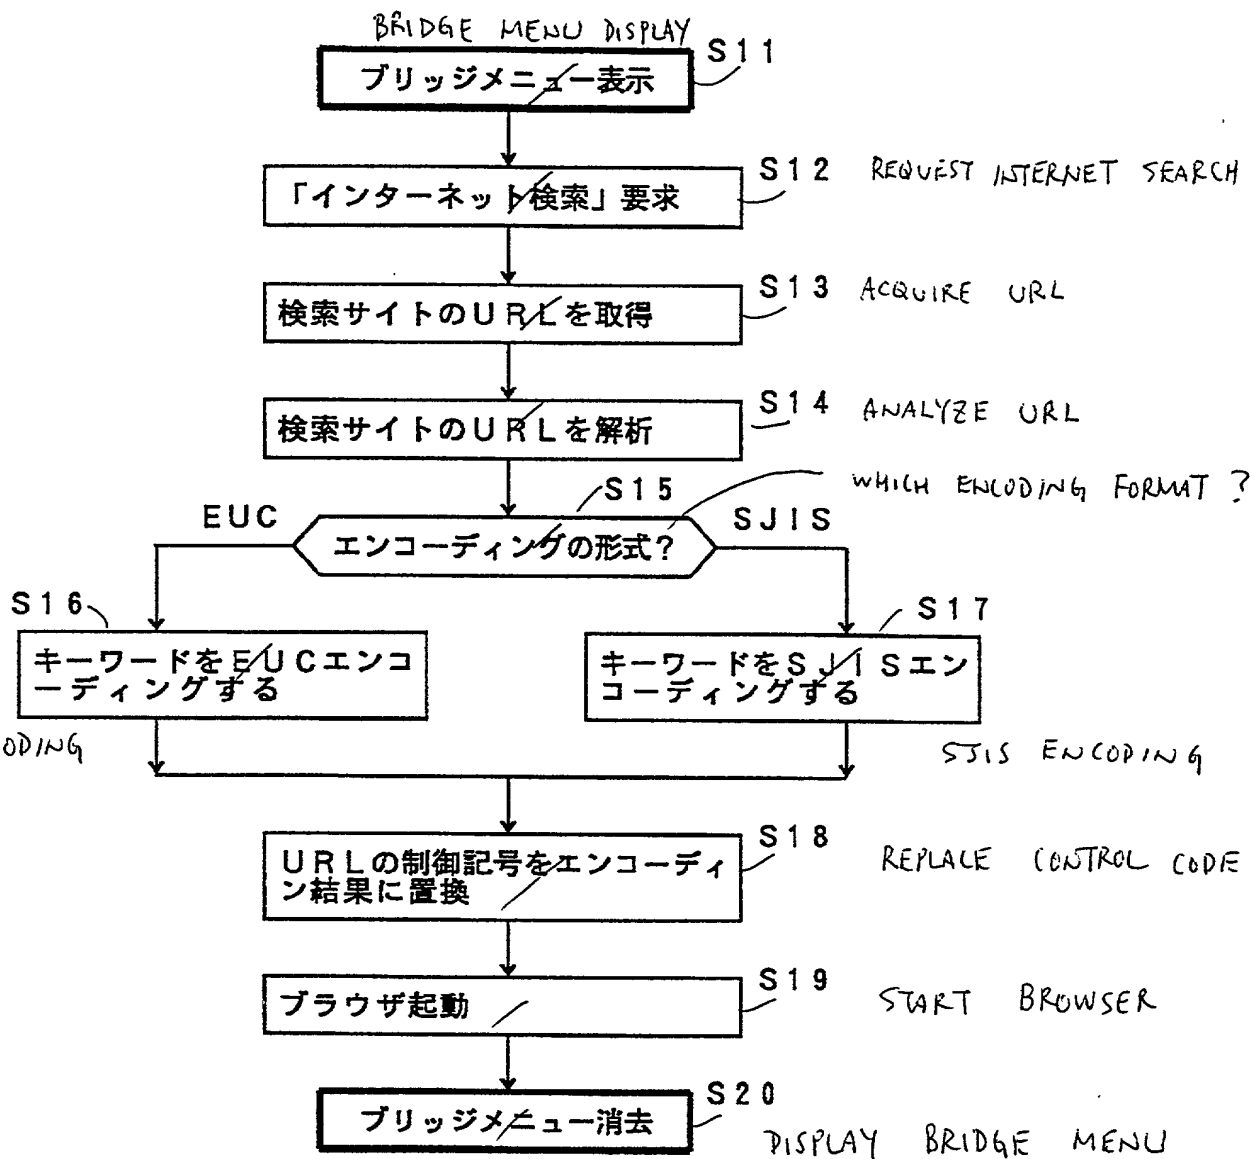 BRIDGE MENU DISPLAY
S11
ブリッジメニュー表示
S12 REQUEST INTERNET SEARCH
「インターネット検索」要求
S13 ACQUIRE URL
検索サイトのURLを取得
S14 ANALYZE URL
検索サイトのURLを解析
WHICH ENCODING FORMAT ?
S15
EUC
SJIS
エンコーディングの形式?
S16
S17
キーワードをEUCエンコ
ーディングする
キーワードをSJISエン
コーディングする
ODING
SJIS ENCODING
S18 REPLACE CONTROL CODE
URLの制御記号をエンコーディ
ン結果に置換
S19 START BROWSER
ブラウザ起動
S20
ブリッジメニュー消去
DISPLAY BRIDGE MENU